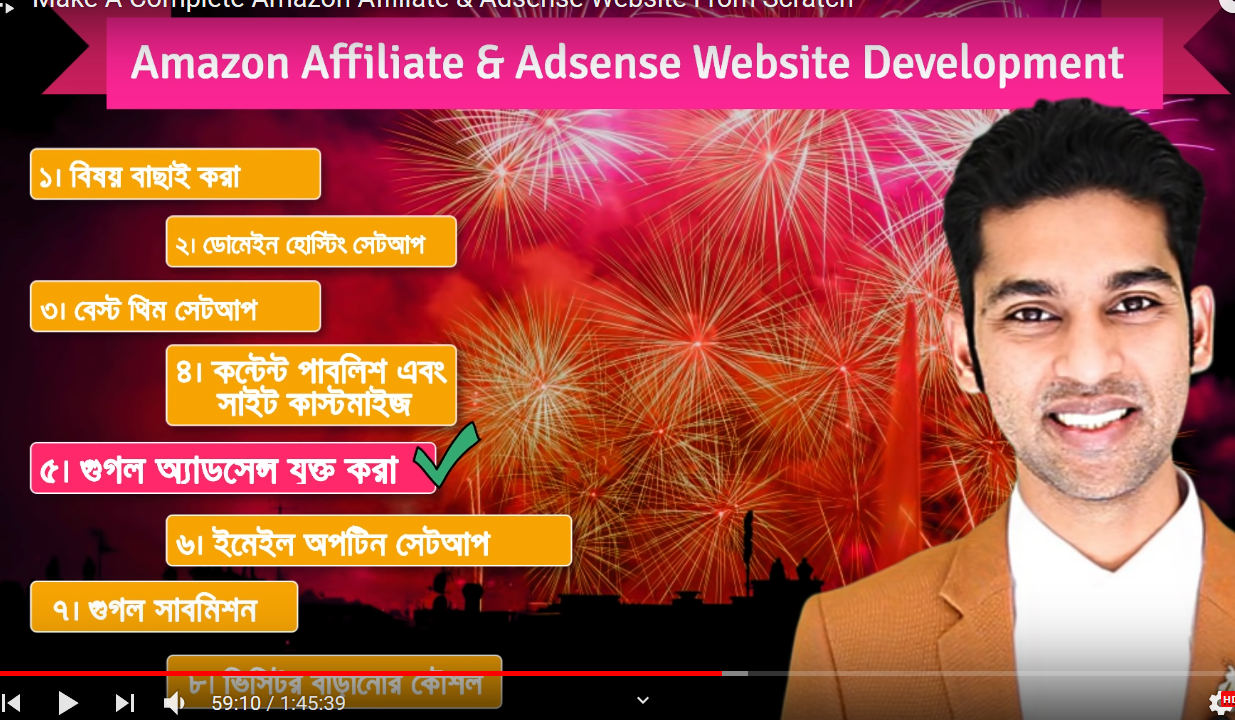 Make A Complete Amazon Affiliate & Adsense Website From Scratch
Amazon Affiliate & Adsense Website Development
১। বিষয় বাছাই করা
২। ডোমেইন হোস্টিং সেটআপ
৩। বেস্ট থিম সেটআপ
৪। কন্টেন্ট পাবলিশ এবং
সাইট কাস্টমাইজ
৫। গুগল অ্যাডসেন্স যক্ত করা
৬। ইমেইল অপটিন সেটআপ
৭। গুগল সাবমিশন
৮। ভিসিটর বাড়ানোর কৌশল
59:10 / 1:45:39
HD